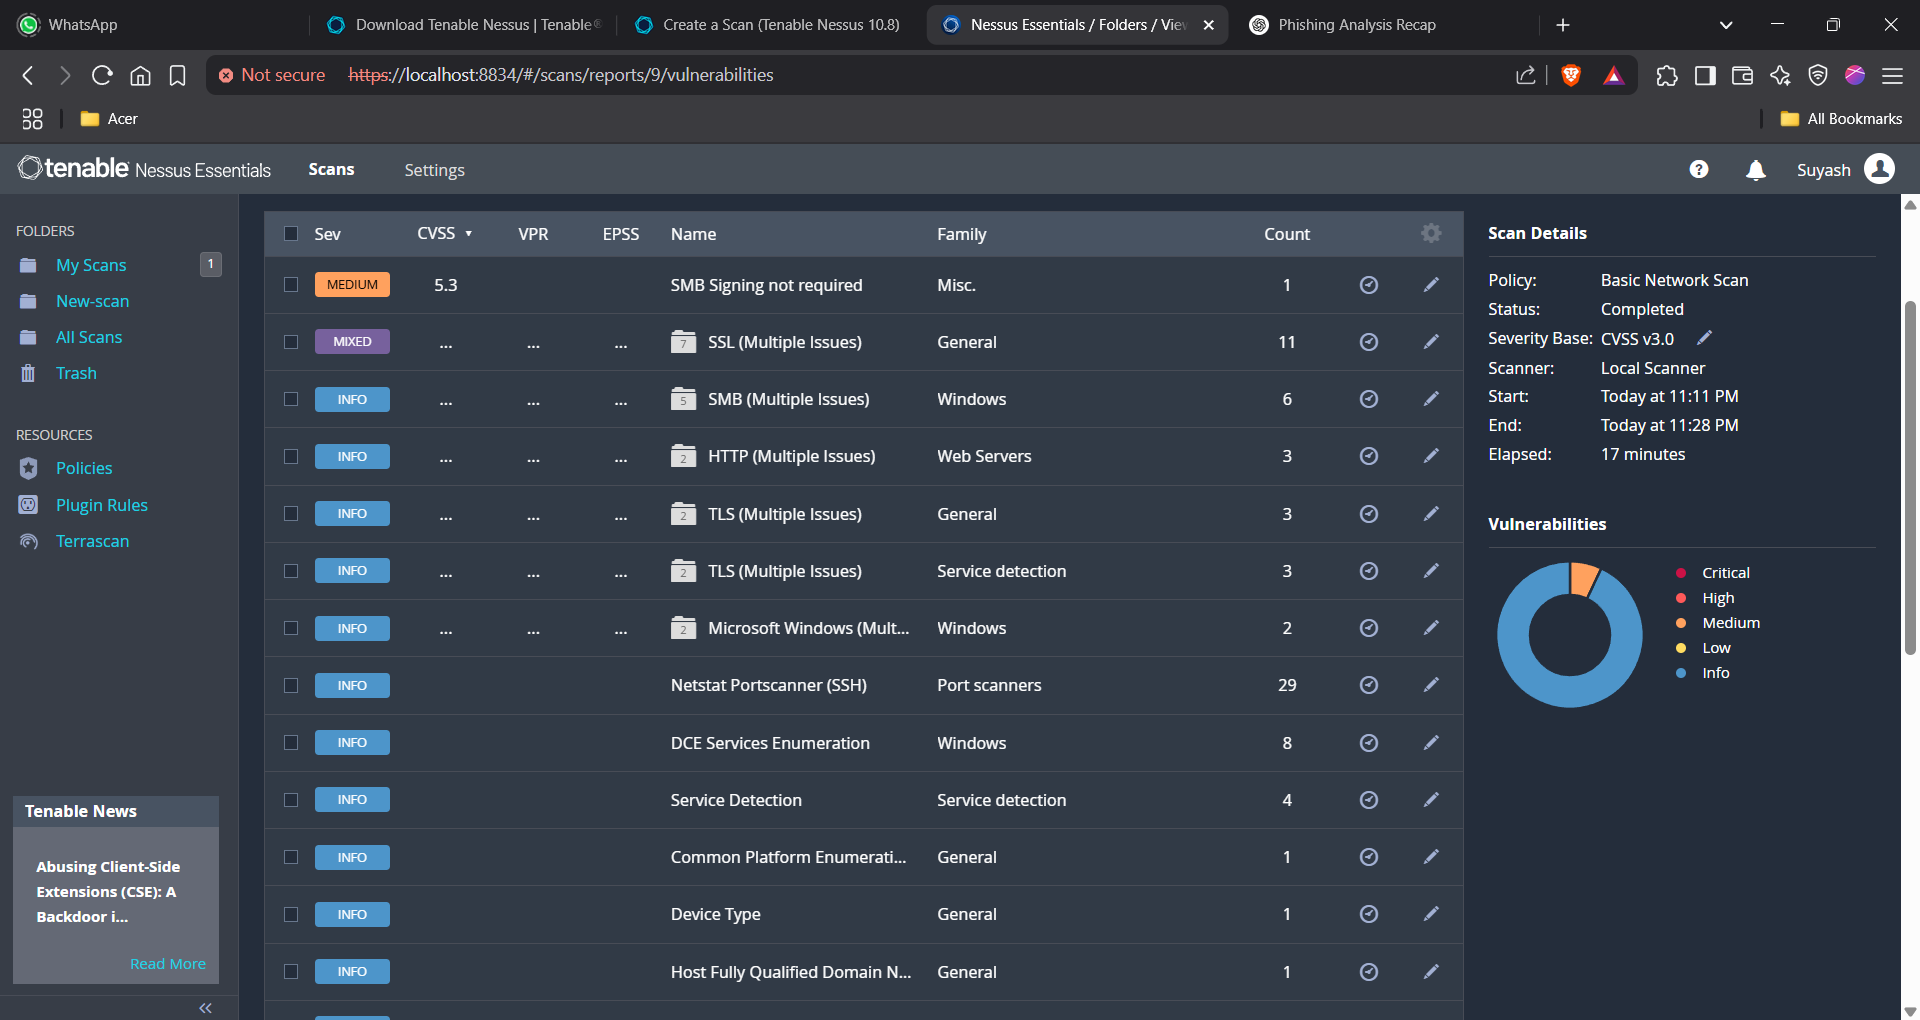 WhatsApp
Download Tenable Nessus | Tenable®
Create a Scan (Tenable Nessus 10.8)
Nessus Essentials / Folders / View
Phishing Analysis Recap
Not secure https://localhost:8834/#/scans/reports/9/vulnerabilities
Acer
All Bookmarks
tenable Nessus Essentials
Scans
Settings
?
Suyash
FOLDERS
My Scans 1
New-scan
All Scans
Trash
RESOURCES
Policies
Plugin Rules
Terrascan
Tenable News
Abusing Client-Side
Extensions (CSE): A
Backdoor i...
Read More
Sev CVSS VPR EPSS Name Family Count
MEDIUM 5.3 SMB Signing not required Misc. 1
MIXED ... ... ... 7 SSL (Multiple Issues) General 11
INFO ... ... ... 5 SMB (Multiple Issues) Windows 6
INFO ... ... ... 2 HTTP (Multiple Issues) Web Servers 3
INFO ... ... ... 2 TLS (Multiple Issues) General 3
INFO ... ... ... 2 TLS (Multiple Issues) Service detection 3
INFO ... ... ... 2 Microsoft Windows (Mult... Windows 2
INFO Netstat Portscanner (SSH) Port scanners 29
INFO DCE Services Enumeration Windows 8
INFO Service Detection Service detection 4
INFO Common Platform Enumerati... General 1
INFO Device Type General 1
INFO Host Fully Qualified Domain N... General 1
Scan Details
Policy: Basic Network Scan
Status: Completed
Severity Base: CVSS v3.0
Scanner: Local Scanner
Start: Today at 11:11 PM
End: Today at 11:28 PM
Elapsed: 17 minutes
Vulnerabilities
Critical
High
Medium
Low
Info